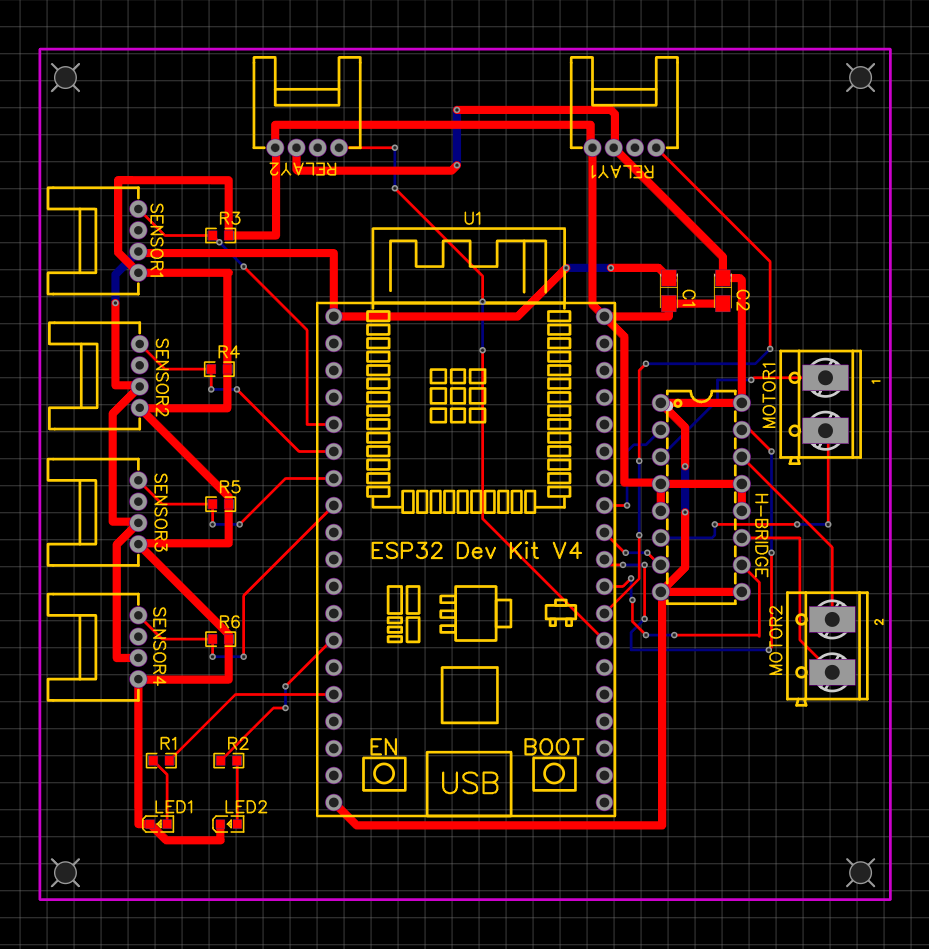 RELAY2
RELAY1
SENSOR1
R3
U1
C1
C2
SENSOR2
R4
MOTOR1
1
SENSOR3
R5
H-BRIDGE
ESP32 Dev Kit V4
SENSOR4
R6
MOTOR2
2
R1
R2
EN
BOOT
USB
LED1
LED2